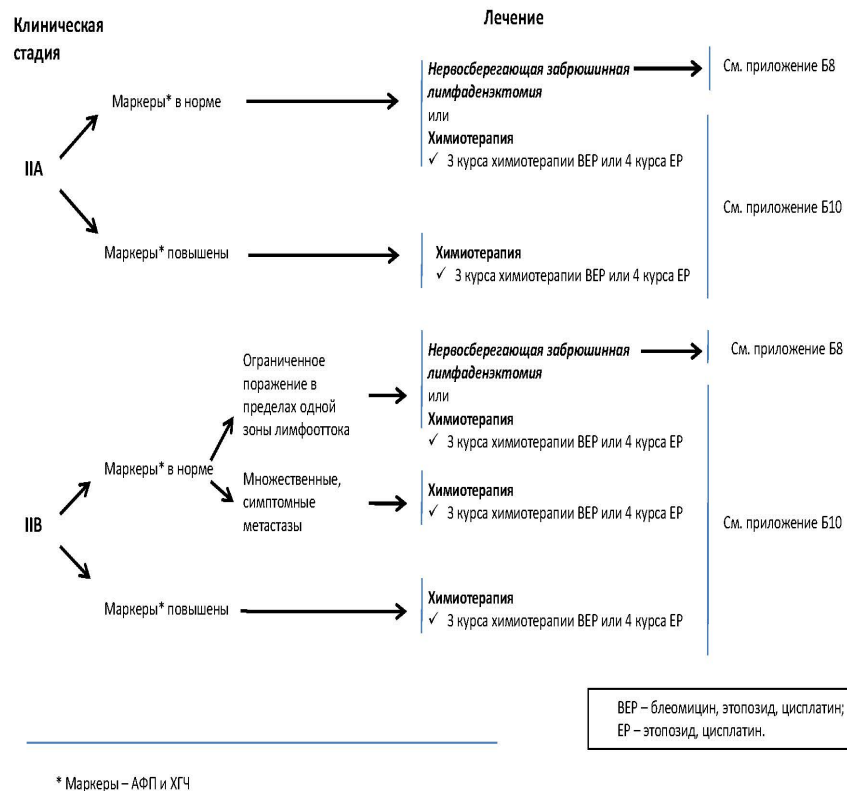 Клиническая
стадия
Лечение
IIA
Маркеры* в норме
Нервосберегающая забрюшинная
лимфаденэктомия
или
Химиотерапия
✓ 3 курса химиотерапии BEP или 4 курса EP
См. приложение Б8
Маркеры* повышены
Химиотерапия
✓ 3 курса химиотерапии BEP или 4 курса EP
См. приложение Б10
IIB
Маркеры* в норме
Ограниченное
поражение в
пределах одной
зоны лимфооттока
Нервосберегающая забрюшинная
лимфаденэктомия
или
Химиотерапия
✓ 3 курса химиотерапии BEP или 4 курса EP
См. приложение Б8
Множественные,
симптомные
метастазы
Химиотерапия
✓ 3 курса химиотерапии BEP или 4 курса EP
См. приложение Б10
Маркеры* повышены
Химиотерапия
✓ 3 курса химиотерапии BEP или 4 курса EP
BEP – блеомицин, этопозид, цисплатин;
EP – этопозид, цисплатин.
* Маркеры – АФП и ХГЧ